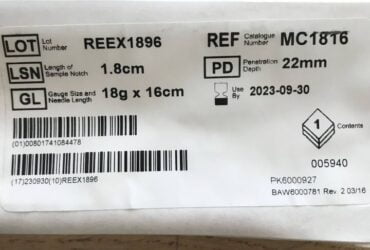 LOT Lot Number REEX1896 REF Catalogue Number MC1816
LSN Length of Sample Notch 1.8cm PD Penetration Depth 22mm
GL Gauge Size and Needle Length 18g x 16cm Use By 2023-09-30
1 Contents
(01)00801741084478
005940
(17)230930(10)REEX1896
PK6000927
BAW6000781 Rev 2 03/16